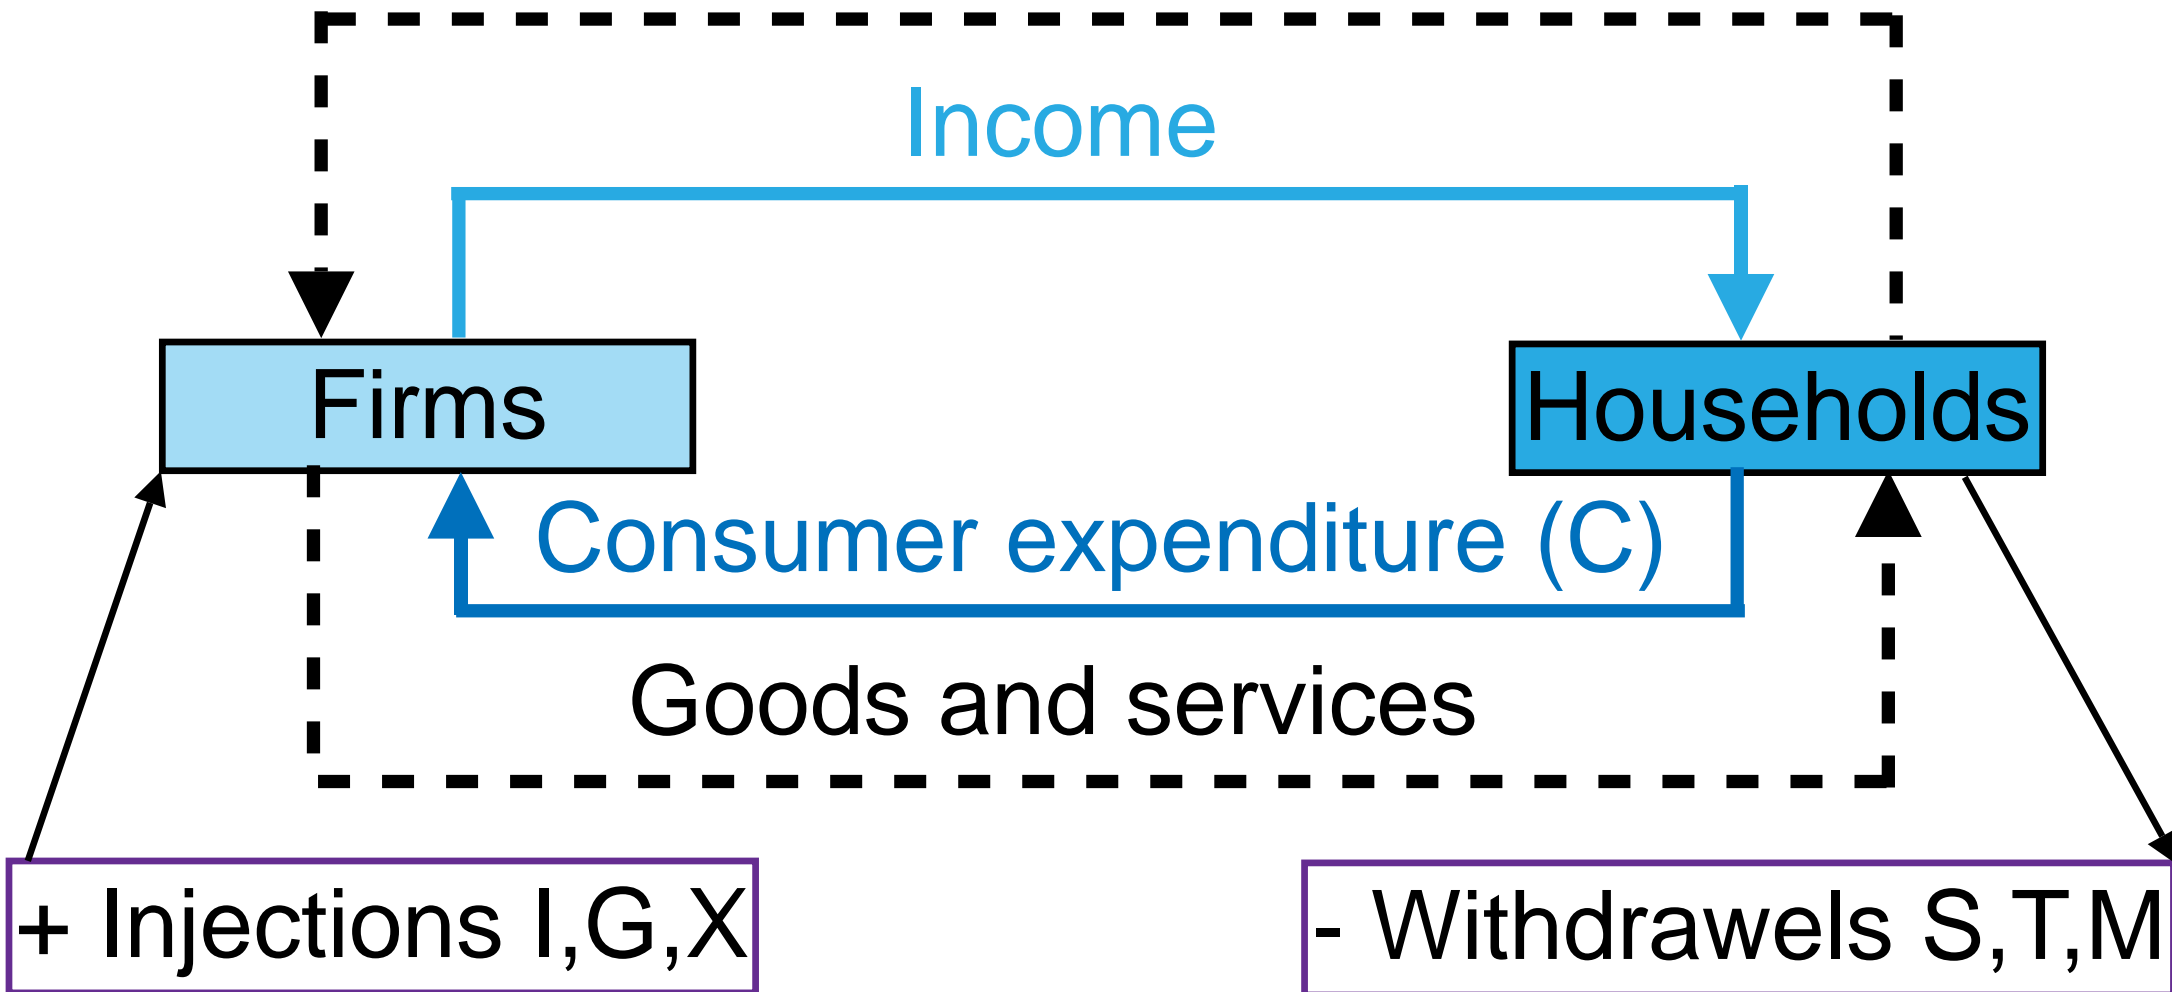 Income
Firms
Households
Consumer expenditure (C)
Goods and services
+ Injections I,G,X
- Withdrawels S,T,M